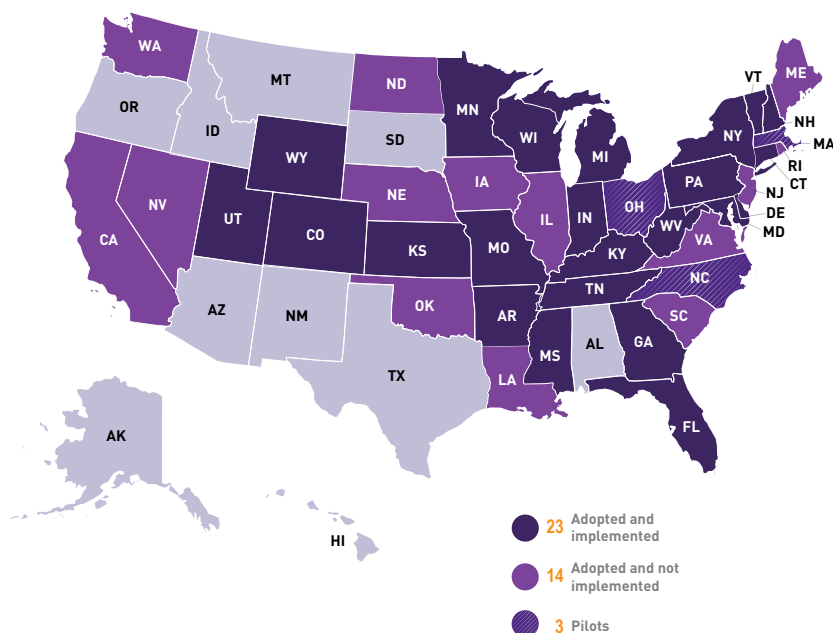 WA
ME
VT
MT
ND
OR
MN
NH
ID
SD
WI
NY
MA
MI
WY
RI
CT
PA
IA
NE
NJ
NV
OH
UT
IL
IN
DE
CO
WV
MD
CA
VA
KS
MO
KY
NC
TN
OK
AZ
NM
AR
SC
AL
GA
MS
TX
LA
FL
AK
HI
23 Adopted and
implemented
14 Adopted and not
implemented
3 Pilots